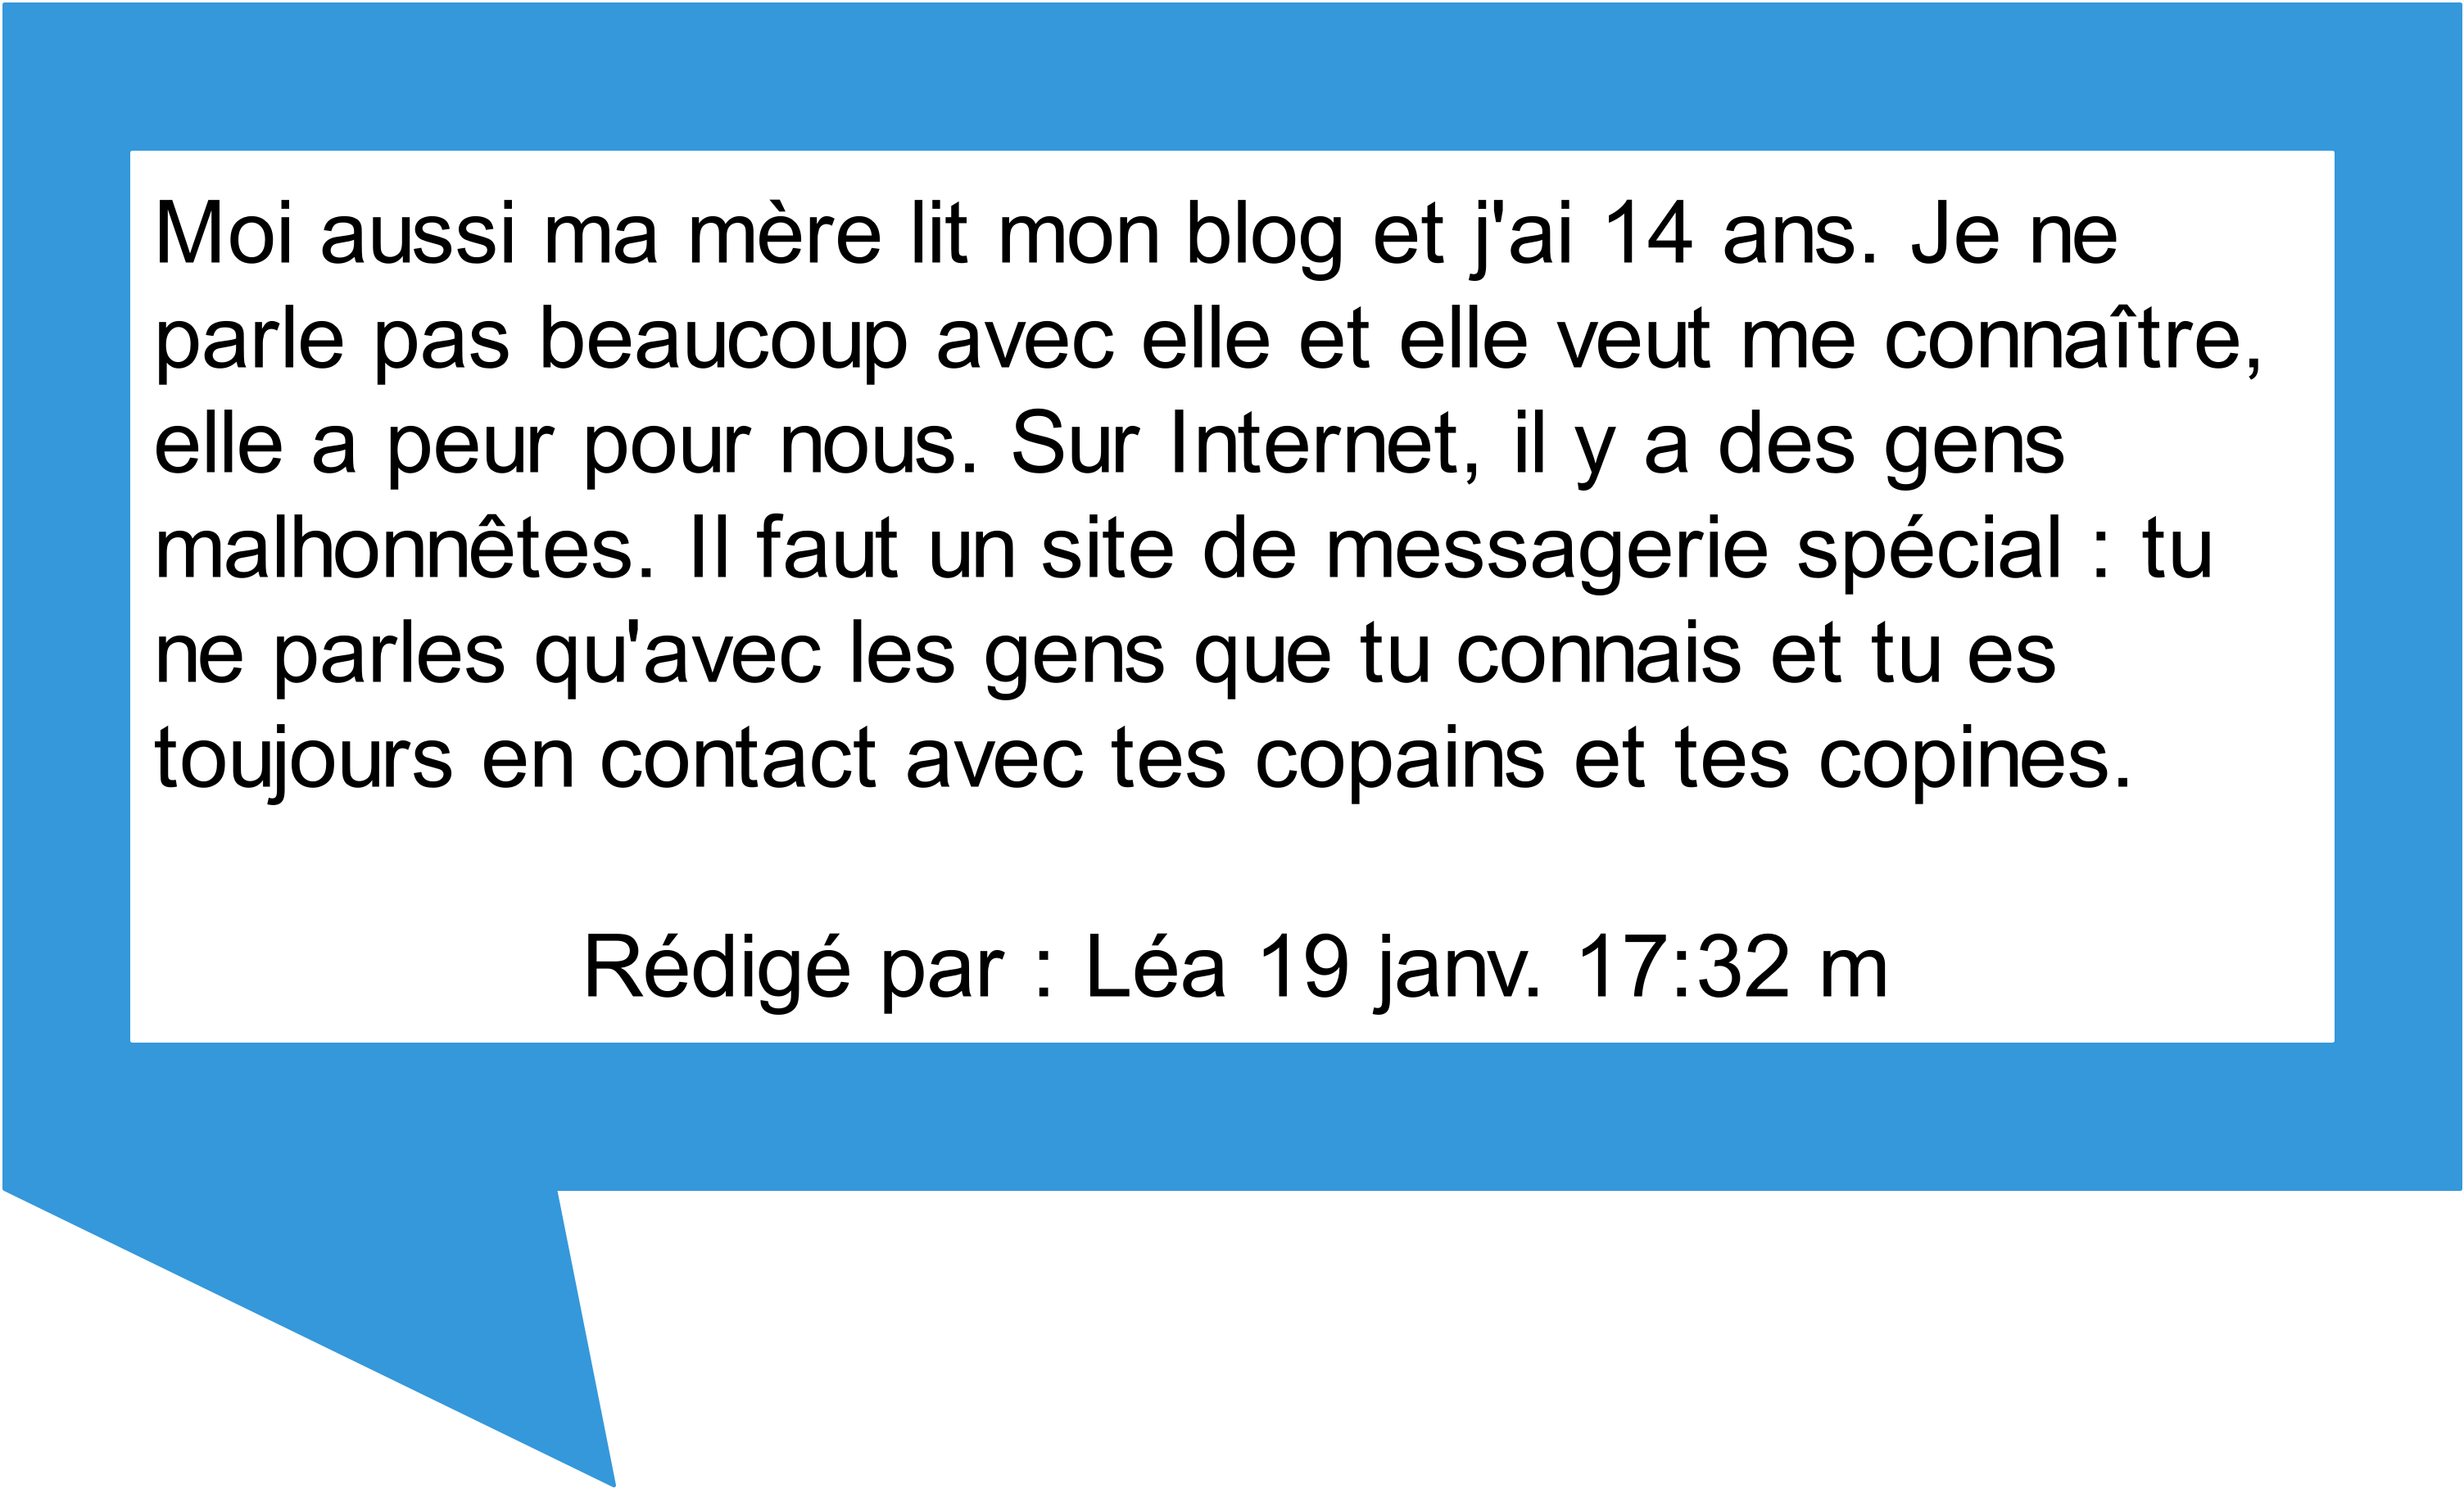 Moi aussi ma mère lit mon blog et j'ai 14 ans. Je ne
parle pas beaucoup avec elle et elle veut me connaître,
elle a peur pour nous. Sur Internet, il y a des gens
malhonnêtes. Il faut un site de messagerie spécial : tu
ne parles qu'avec les gens que tu connais et tu es
toujours en contact avec tes copains et tes copines.
Rédigé par : Léa 19 janv. 17:32 m